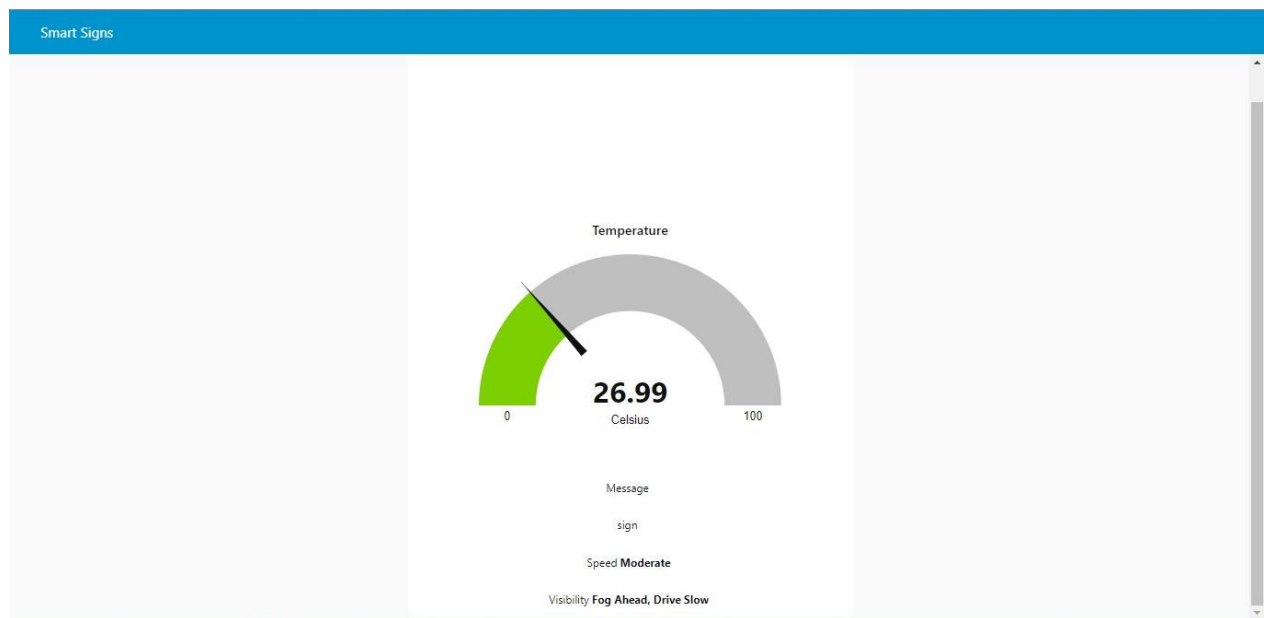 Smart Signs
Temperature
26.99
0
Celsius
100
Message
sign
Speed Moderate
Visibility Fog Ahead, Drive Slow